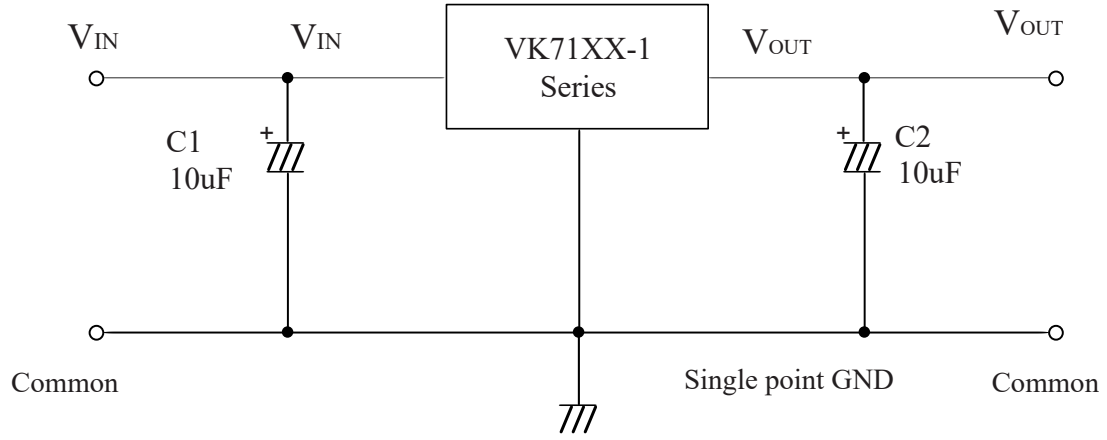 VIN
VIN
VK71XX-1
Series
VOUT
VOUT
+
C1
10uF
+
C2
10uF
Common
Single point GND
Common